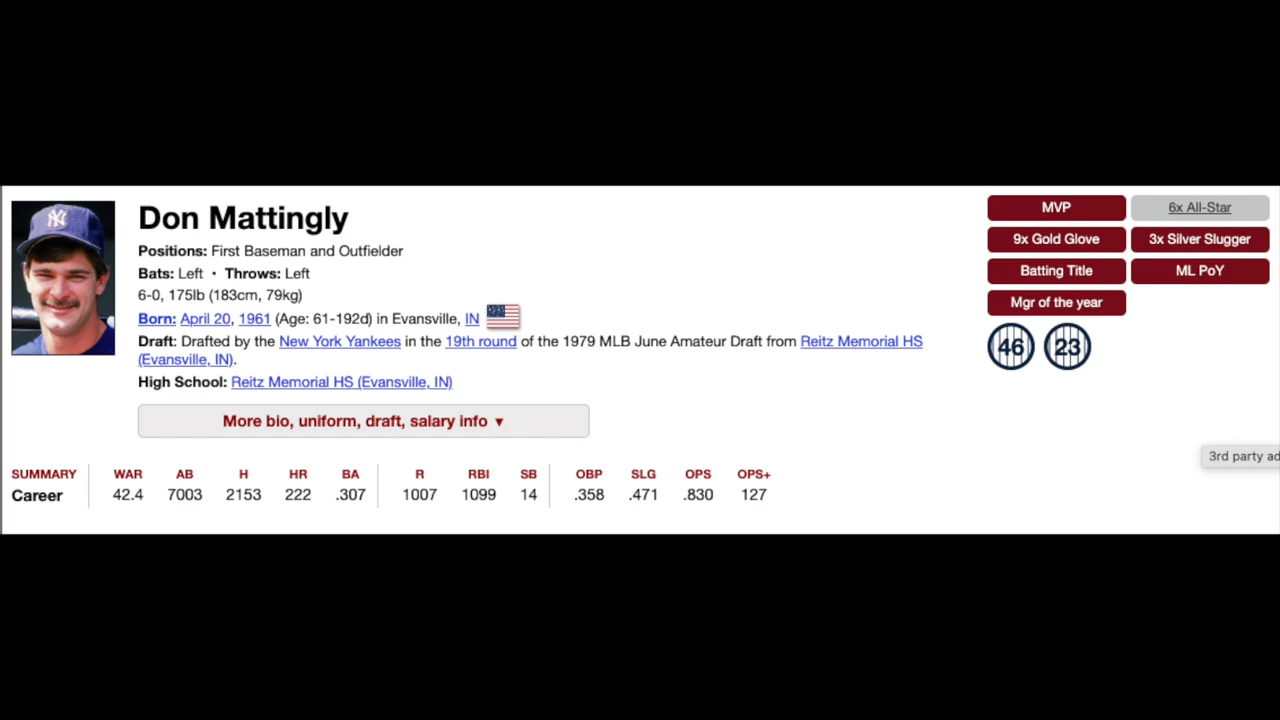 Don Mattingly
Positions: First Baseman and Outfielder
Bats: Left • Throws: Left
6-0, 175lb (183cm, 79kg)
Born: April 20, 1961 (Age: 61-192d) in Evansville, IN
Draft: Drafted by the New York Yankees in the 19th round of the 1979 MLB June Amateur Draft from Reitz Memorial HS
(Evansville, IN).
High School: Reitz Memorial HS (Evansville, IN)
More bio, uniform, draft, salary info ▼
MVP 6x All-Star
9x Gold Glove 3x Silver Slugger
Batting Title ML PoY
Mgr of the year
46 23
3rd party ad
SUMMARY WAR AB H HR BA R RBI SB OBP SLG OPS OPS+
Career 42.4 7003 2153 222 .307 1007 1099 14 .358 .471 .830 127
NY